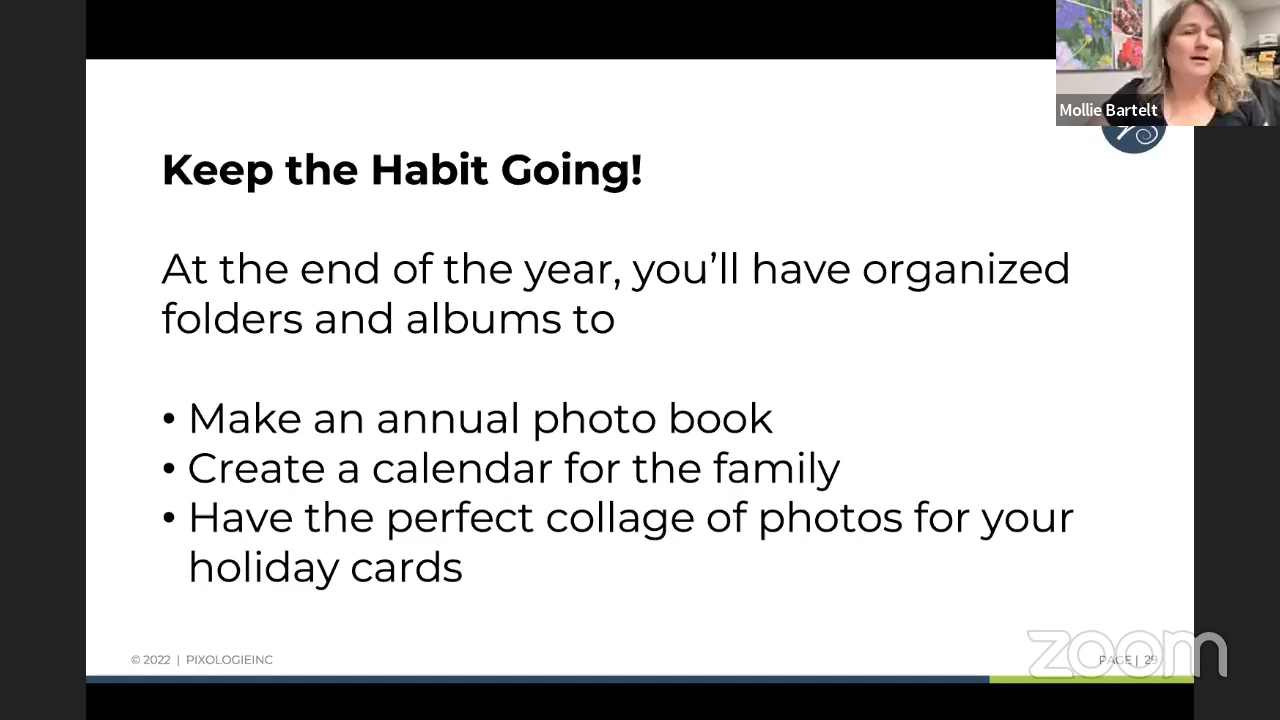 Mollie Bartelt
Keep the Habit Going!
At the end of the year, you’ll have organized
folders and albums to
• Make an annual photo book
• Create a calendar for the family
• Have the perfect collage of photos for your
holiday cards
© 2022 | PIXOLOGIEINC
PAGE | 29
zoom